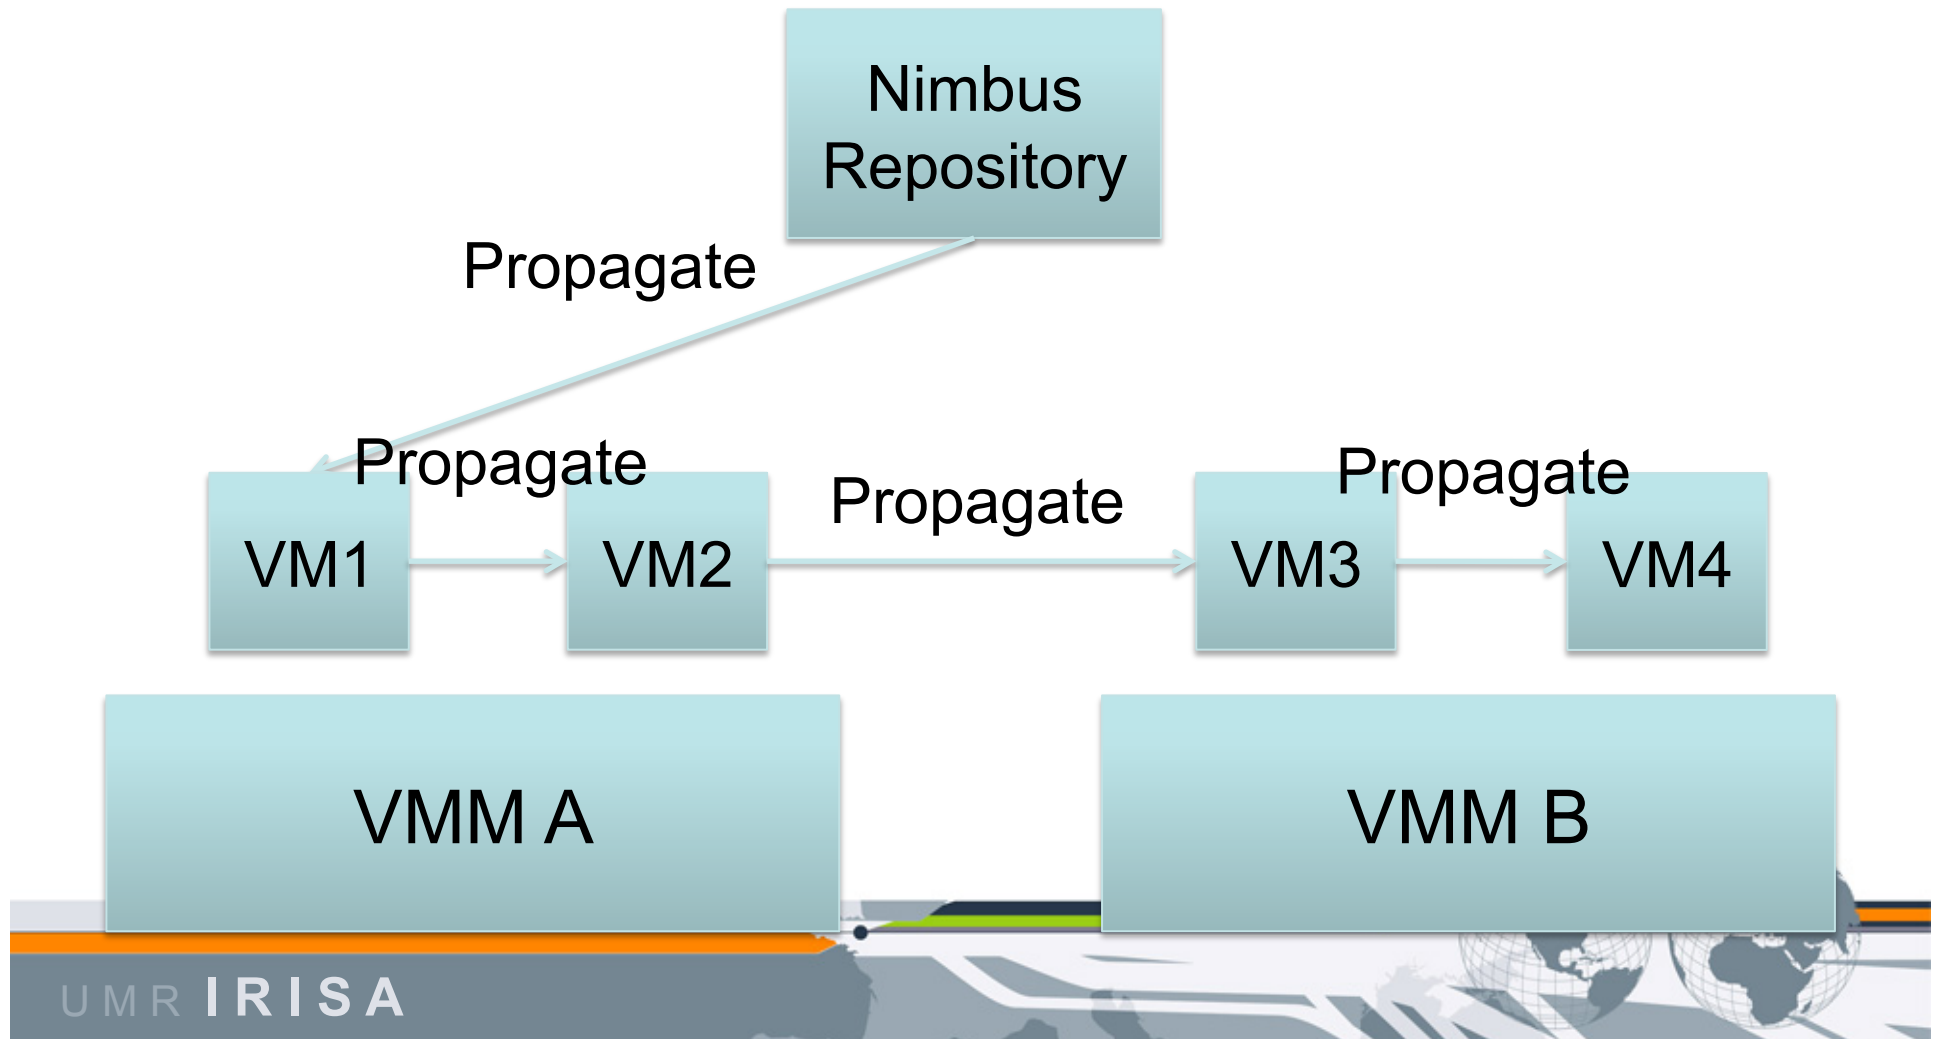 Nimbus
Repository
Propagate
Propagate
Propagate
Propagate
VM1
VM2
VM3
VM4
VMM A
VMM B
UMR IRISA